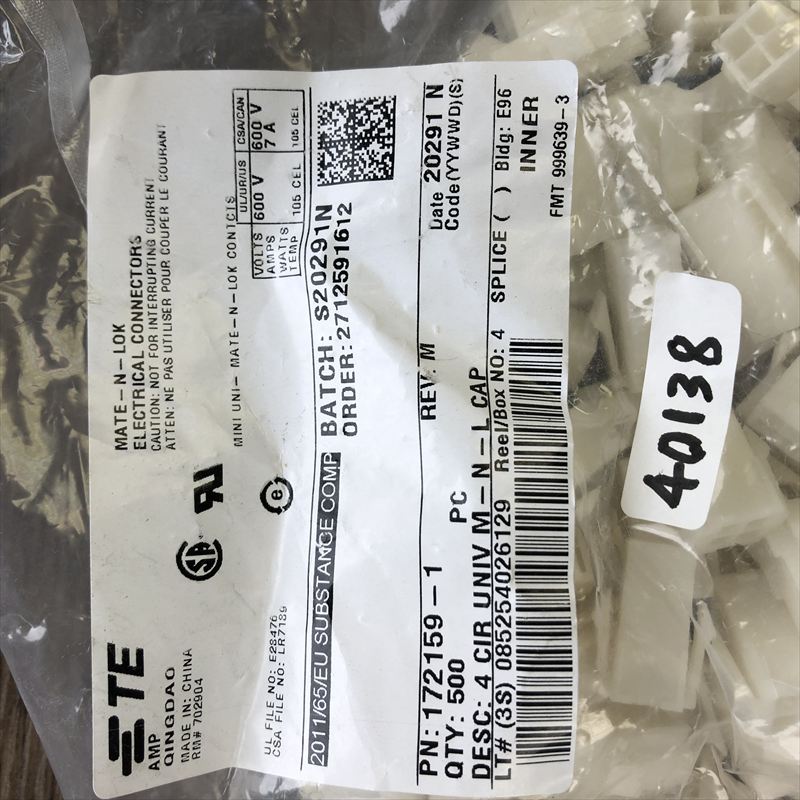 TE
AMP
QINGDAO
MADE IN: CHINA
RM# 702904
MATE-N-LOK
ELECTRICAL CONNECTORS
CAUTION: NOT FOR INTERRUPTING CURRENT
ATTEN: NE PAS UTILISER POUR COUPER LE COURANT
MINI UNI- MATE-N-LOK CONTCTS
UL/UR/US CSA/CAN
VOLTS 600 V 600 V
AMPS 7 A
WATTS
TEMP 105 CEL 105 CEL
UL FILE NO: E28476
CSA FILE NO: LR7189
2011/65/EU SUBSTANCE COMP
BATCH: S20291N
ORDER: 2712591612
PN: 172159-1 REV: M
QTY: 500 PC
Date 20291 N
Code(YYWWD)(S)
DESC: 4 CIR UNIV M-N-L CAP
LT# (3S) 085254026129 Reel/Box NO: 4 SPLICE ( ) Bldg: E96
INNER
FMT 999639-3
40138